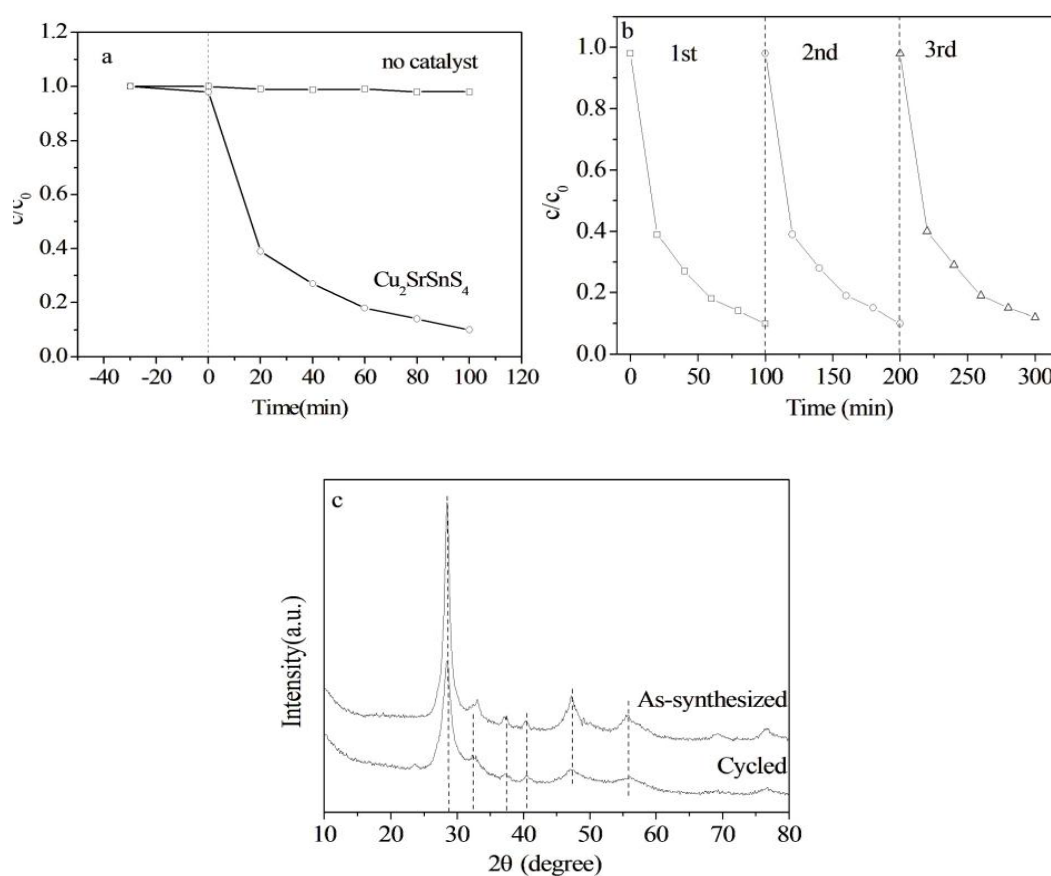 a
no catalyst
Cu₂SrSnS₄
c/c₀
1.2
1.0
0.8
0.6
0.4
0.2
0.0
-40 -20 0 20 40 60 80 100 120
Time(min)
b
1st 2nd 3rd
c/c₀
1.0
0.8
0.6
0.4
0.2
0.0
0 50 100 150 200 250 300
Time (min)
c
Intensity(a.u.)
As-synthesized
Cycled
10 20 30 40 50 60 70 80
2θ (degree)